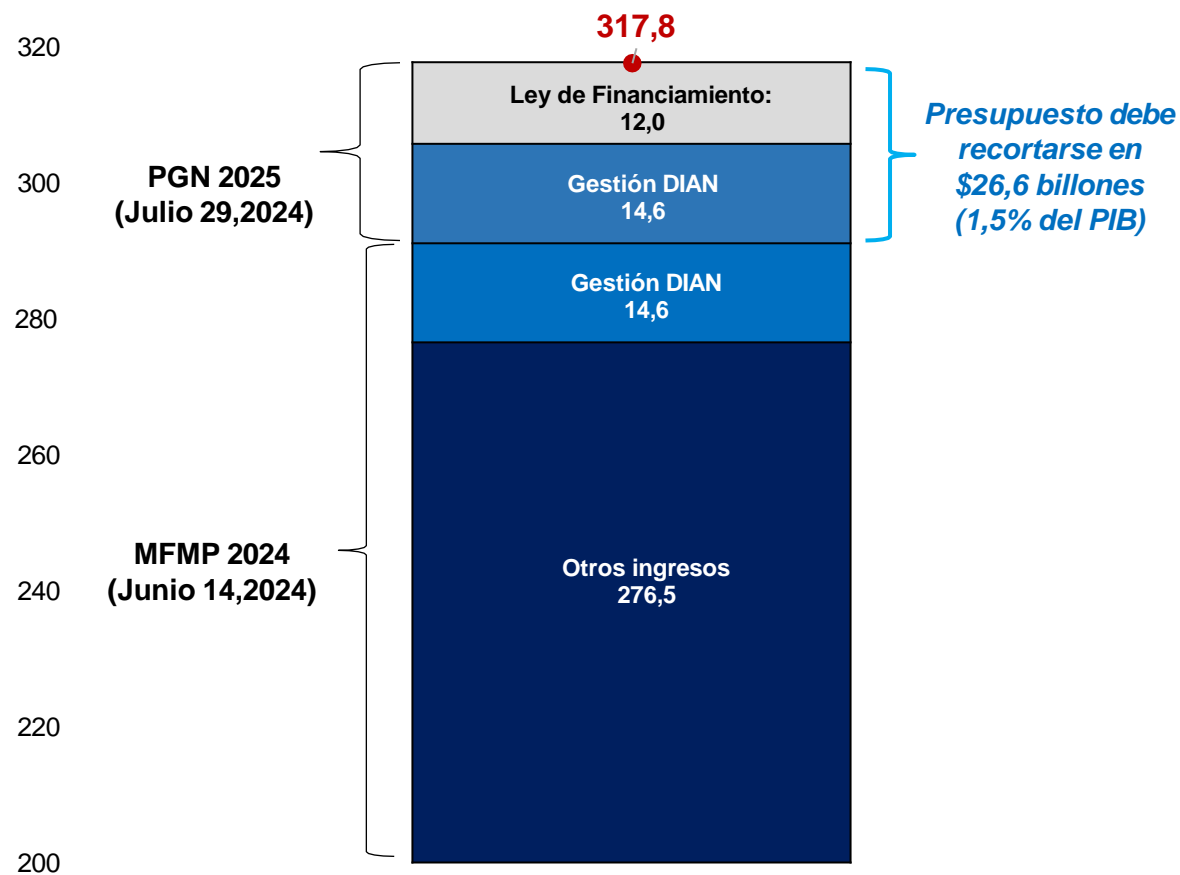 317,8
320
300
280
260
240
220
200
PGN 2025
(Julio 29,2024)
MFMP 2024
(Junio 14,2024)
Ley de Financiamiento:
12,0
Gestión DIAN
14,6
Gestión DIAN
14,6
Otros ingresos
276,5
Presupuesto debe
recortarse en
$26,6 billones
(1,5% del PIB)